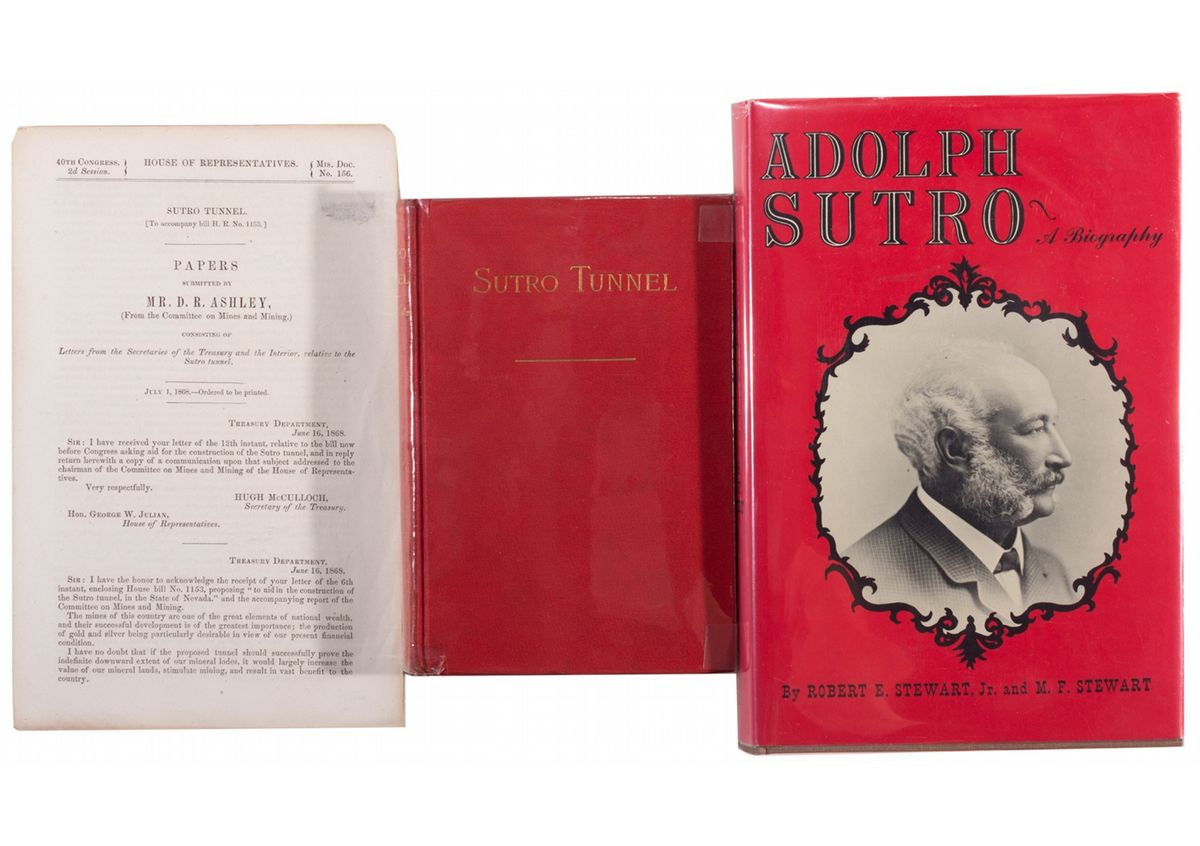 40TH CONGRESS,
2d Session.
HOUSE OF REPRESENTATIVES.
MIS. DOC.
No. 156.
SUTRO TUNNEL.
[To accompany bill H. R. No. 1153.]
PAPERS
SUBMITTED BY
MR. D. R. ASHLEY,
(From the Committee on Mines and Mining.)
CONSISTING OF
Letters from the Secretaries of the Treasury and the Interior, relative to the
Sutro tunnel.
JULY 1, 1868.—Ordered to be printed.
TREASURY DEPARTMENT,
June 16, 1868.
SIR: I have received your letter of the 12th instant, relative to the bill now
before Congress asking aid for the construction of the Sutro tunnel, and in reply
return herewith a copy of a communication upon that subject addressed to the
chairman of the Committee on Mines and Mining of the House of Representa-
tives.
Very respectfully.
HUGH McCULLOCH,
Secretary of the Treasury.
Hon. GEORGE W. JULIAN,
House of Representatives.
TREASURY DEPARTMENT,
June 16, 1868.
SIR: I have the honor to acknowledge the receipt of your letter of the 6th
instant, enclosing House bill No. 1153, proposing "to aid in the construction of
the Sutro tunnel, in the State of Nevada," and the accompanying report of the
Committee on Mines and Mining.
The mines of this country are one of the great elements of national wealth,
and their successful development is of the greatest importance; the production
of gold and silver being particularly desirable in view of our present financial
condition.
I have no doubt that if the proposed tunnel should successfully prove the
indefinite downward extent of our mineral lodes, it would largely increase the
value of our mineral lands, stimulate mining, and result in vast benefit to the
country.
SUTRO TUNNEL
ADOLPH
SUTRO
A Biography
By ROBERT E. STEWART, Jr. and M. F. STEWART